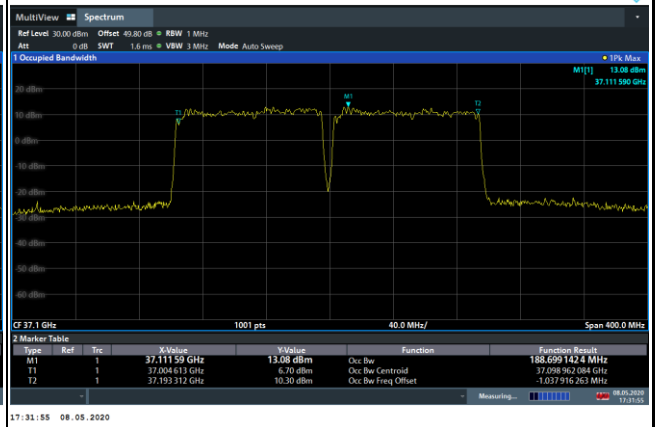 MultiView Spectrum
Ref Level 30.00 dBm Offset 49.80 dB RBW 1 MHz
Att 0 dB SWT 1.6 ms VBW 3 MHz Mode Auto Sweep
1 Occupied Bandwidth 1Pk Max
M1[1] 13.08 dBm
37.111 590 GHz
20 dBm
M1
T1
T2
10 dBm
0 dBm
-10 dBm
-20 dBm
-30 dBm
-40 dBm
-50 dBm
-60 dBm
CF 37.1 GHz 1001 pts 40.0 MHz/ Span 400.0 MHz
2 Marker Table
Type Ref Trc X-Value Y-Value Function Function Result
M1 1 37.111 59 GHz 13.08 dBm Occ Bw 188.699 142 4 MHz
T1 1 37.004 613 GHz 6.70 dBm Occ Bw Centroid 37.098 962 084 GHz
T2 1 37.193 312 GHz 10.30 dBm Occ Bw Freq Offset -1.037 916 263 MHz
Measuring... 08.05.2020
17:31:55
17:31:55 08.05.2020